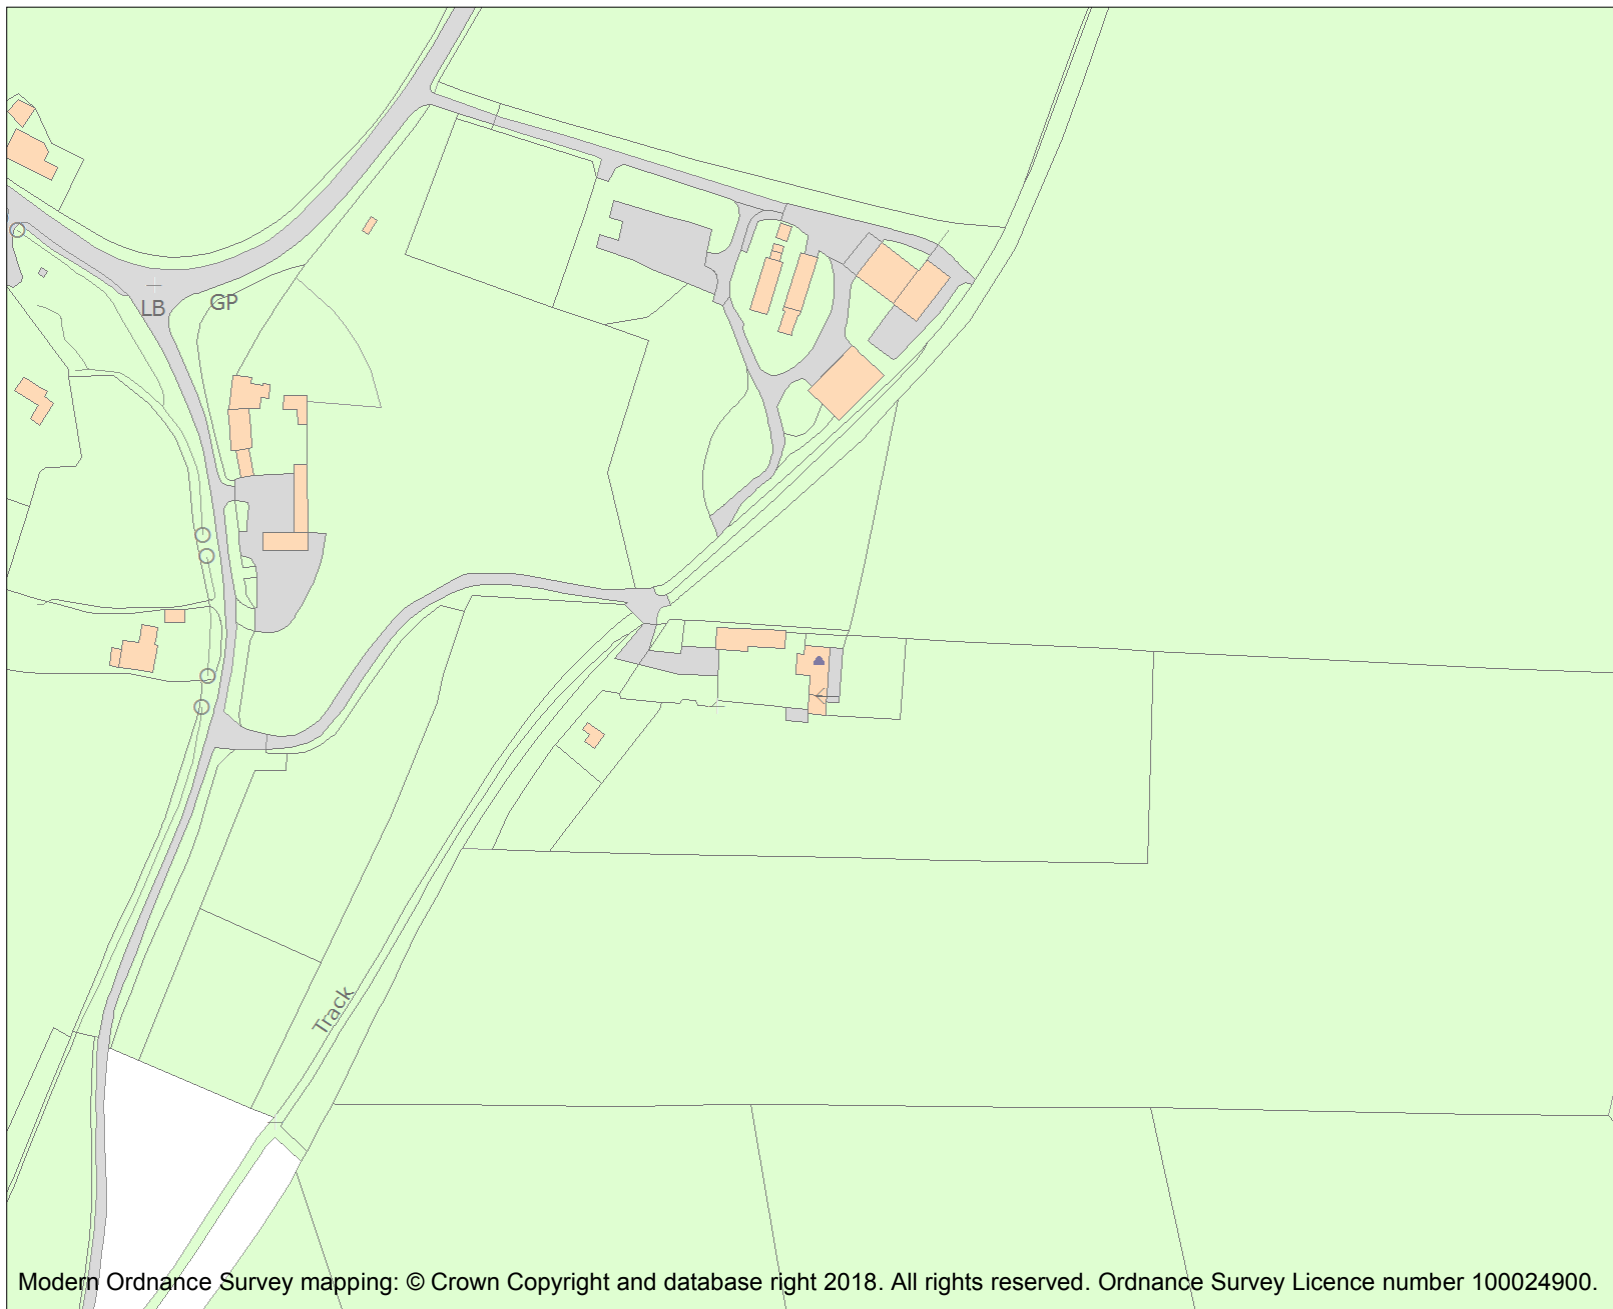 LB
GP
Track
Modern Ordnance Survey mapping: © Crown Copyright and database right 2018. All rights reserved. Ordnance Survey Licence number 100024900.